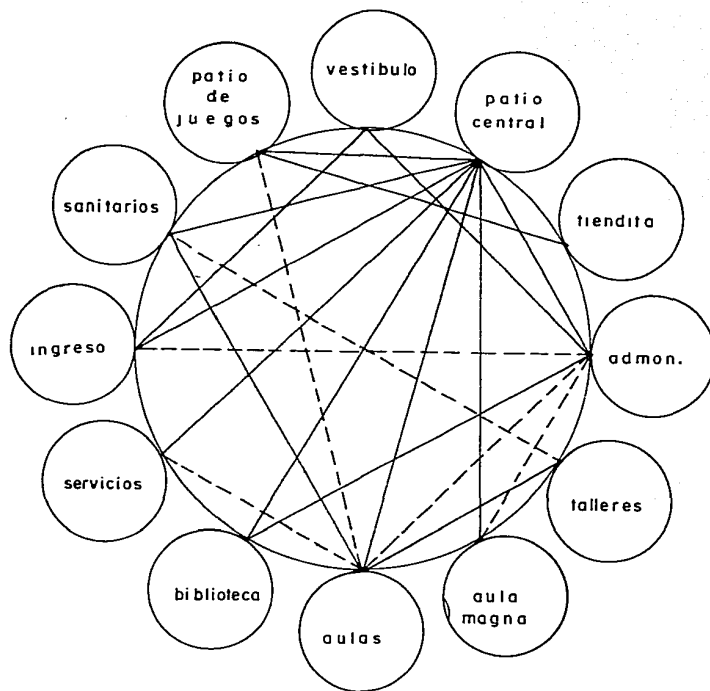 vestibulo
patio
de
juegos
patio
central
sanitarios
tiendita
ingreso
admon.
servicios
talleres
biblioteca
aulas
aula
magna